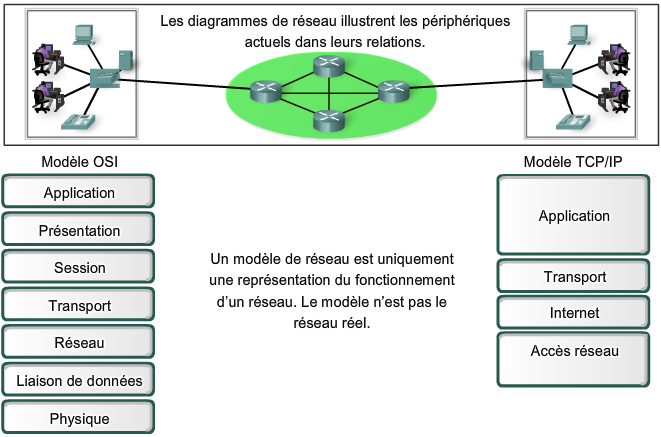 Les diagrammes de réseau illustrent les périphériques
actuels dans leurs relations.
Modèle OSI
Application
Présentation
Session
Transport
Réseau
Liaison de données
Physique
Un modèle de réseau est uniquement
une représentation du fonctionnement
d'un réseau. Le modèle n'est pas le
réseau réel.
Modèle TCP/IP
Application
Transport
Internet
Accès réseau